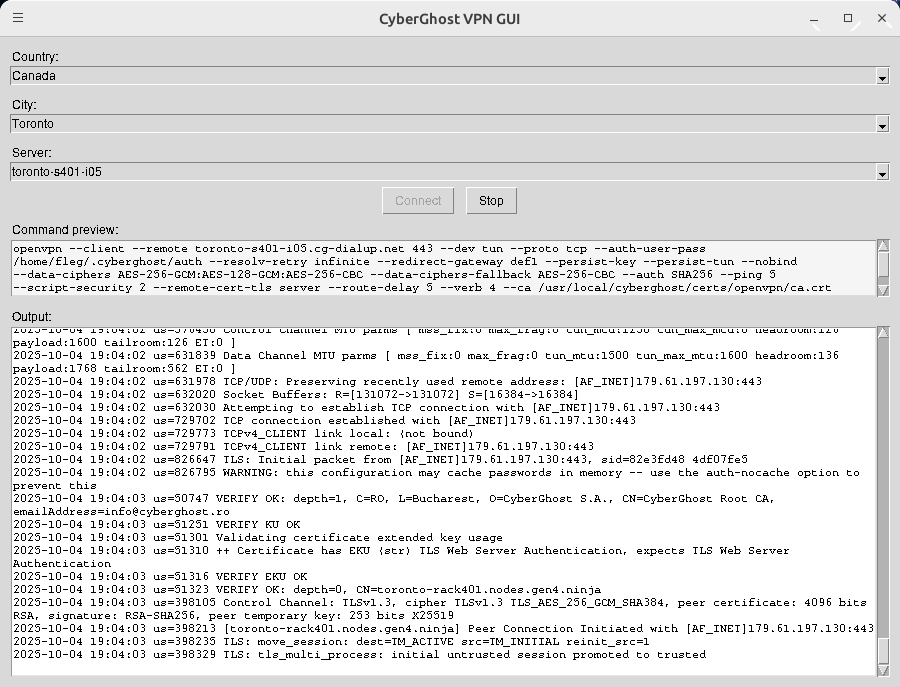 CyberGhost VPN GUI
Country:
Canada
City:
Toronto
Server:
toronto-s401-i05
Connect Stop
Command preview:
openvpn --client --remote toronto-s401-i05.cg-dialup.net 443 --dev tun --proto tcp --auth-user-pass
/home/fleg/.cyberghost/auth --resolv-retry infinite --redirect-gateway def1 --persist-key --persist-tun --nobind
--data-ciphers AES-256-GCM:AES-128-GCM:AES-256-CBC --data-ciphers-fallback AES-256-CBC --auth SHA256 --ping 5
--script-security 2 --remote-cert-tls server --route-delay 5 --verb 4 --ca /usr/local/cyberghost/certs/openvpn/ca.crt
Output:
2025-10-04 19:04:02 us=570438 Control Channel MTU parms [ mss_fix:0 max_frag:0 tun_mtu:1250 tun_max_mtu:0 headroom:126
payload:1600 tailroom:126 ET:0 ]
2025-10-04 19:04:02 us=631839 Data Channel MTU parms [ mss_fix:0 max_frag:0 tun_mtu:1500 tun_max_mtu:1600 headroom:136
payload:1768 tailroom:562 ET:0 ]
2025-10-04 19:04:02 us=631978 TCP/UDP: Preserving recently used remote address: [AF_INET]179.61.197.130:443
2025-10-04 19:04:02 us=632020 Socket Buffers: R=[131072->131072] S=[16384->16384]
2025-10-04 19:04:02 us=632030 Attempting to establish TCP connection with [AF_INET]179.61.197.130:443
2025-10-04 19:04:02 us=729702 TCP connection established with [AF_INET]179.61.197.130:443
2025-10-04 19:04:02 us=729773 TCPv4_CLIENT link local: (not bound)
2025-10-04 19:04:02 us=729791 TCPv4_CLIENT link remote: [AF_INET]179.61.197.130:443
2025-10-04 19:04:02 us=826647 TLS: Initial packet from [AF_INET]179.61.197.130:443, sid=82e3fd48 4df07fe5
2025-10-04 19:04:02 us=826795 WARNING: this configuration may cache passwords in memory -- use the auth-nocache option to
prevent this
2025-10-04 19:04:03 us=50747 VERIFY OK: depth=1, C=RO, L=Bucharest, O=CyberGhost S.A., CN=CyberGhost Root CA,
emailAddress=info@cyberghost.ro
2025-10-04 19:04:03 us=51251 VERIFY KU OK
2025-10-04 19:04:03 us=51301 Validating certificate extended key usage
2025-10-04 19:04:03 us=51310 ++ Certificate has EKU (str) TLS Web Server Authentication, expects TLS Web Server
Authentication
2025-10-04 19:04:03 us=51316 VERIFY EKU OK
2025-10-04 19:04:03 us=51323 VERIFY OK: depth=0, CN=toronto-rack401.nodes.gen4.ninja
2025-10-04 19:04:03 us=398105 Control Channel: TLSv1.3, cipher TLSv1.3 TLS_AES_256_GCM_SHA384, peer certificate: 4096 bits
RSA, signature: RSA-SHA256, peer temporary key: 253 bits X25519
2025-10-04 19:04:03 us=398213 [toronto-rack401.nodes.gen4.ninja] Peer Connection Initiated with [AF_INET]179.61.197.130:443
2025-10-04 19:04:03 us=398235 TLS: move_session: dest=TM_ACTIVE src=TM_INITIAL reinit_src=1
2025-10-04 19:04:03 us=398329 TLS: tls_multi_process: initial untrusted session promoted to trusted